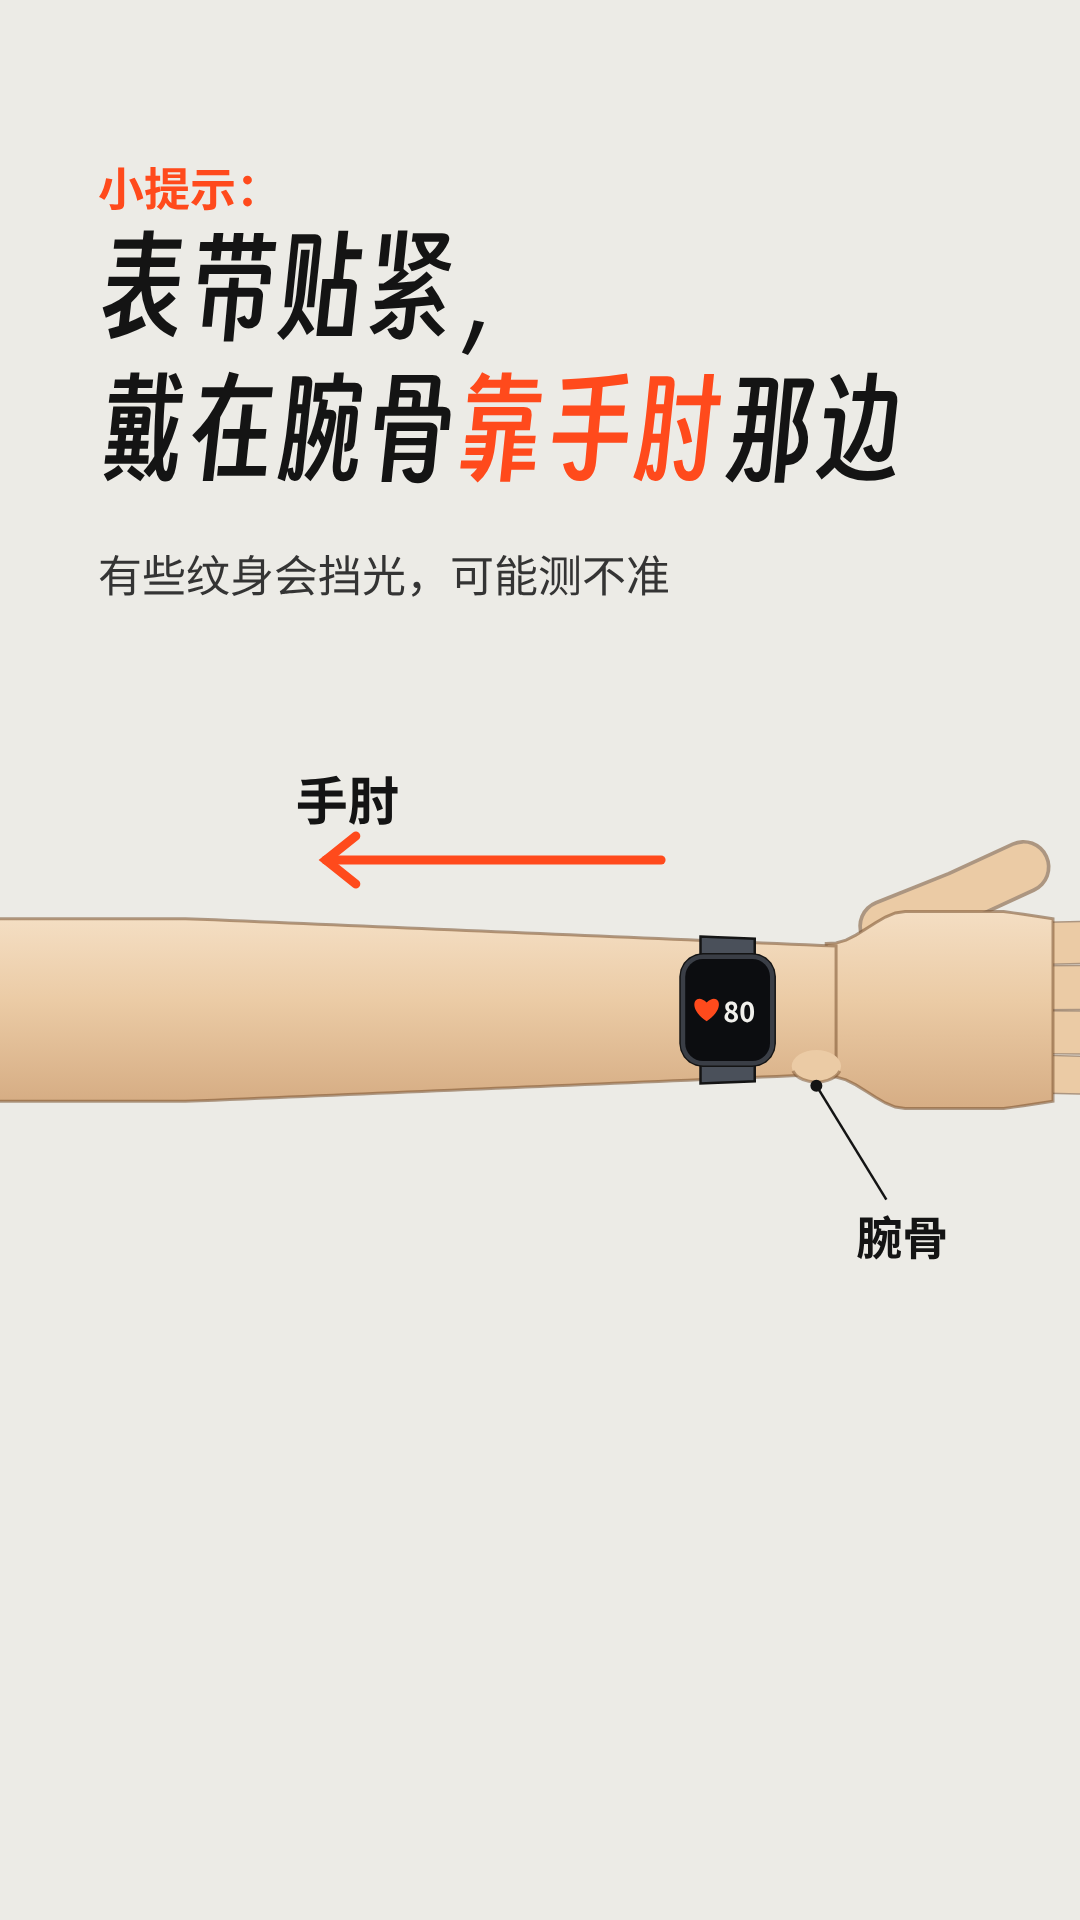 小提示：
表带贴紧，
戴在腕骨靠手肘那边
有些纹身会挡光，可能测不准
手肘
80
腕骨